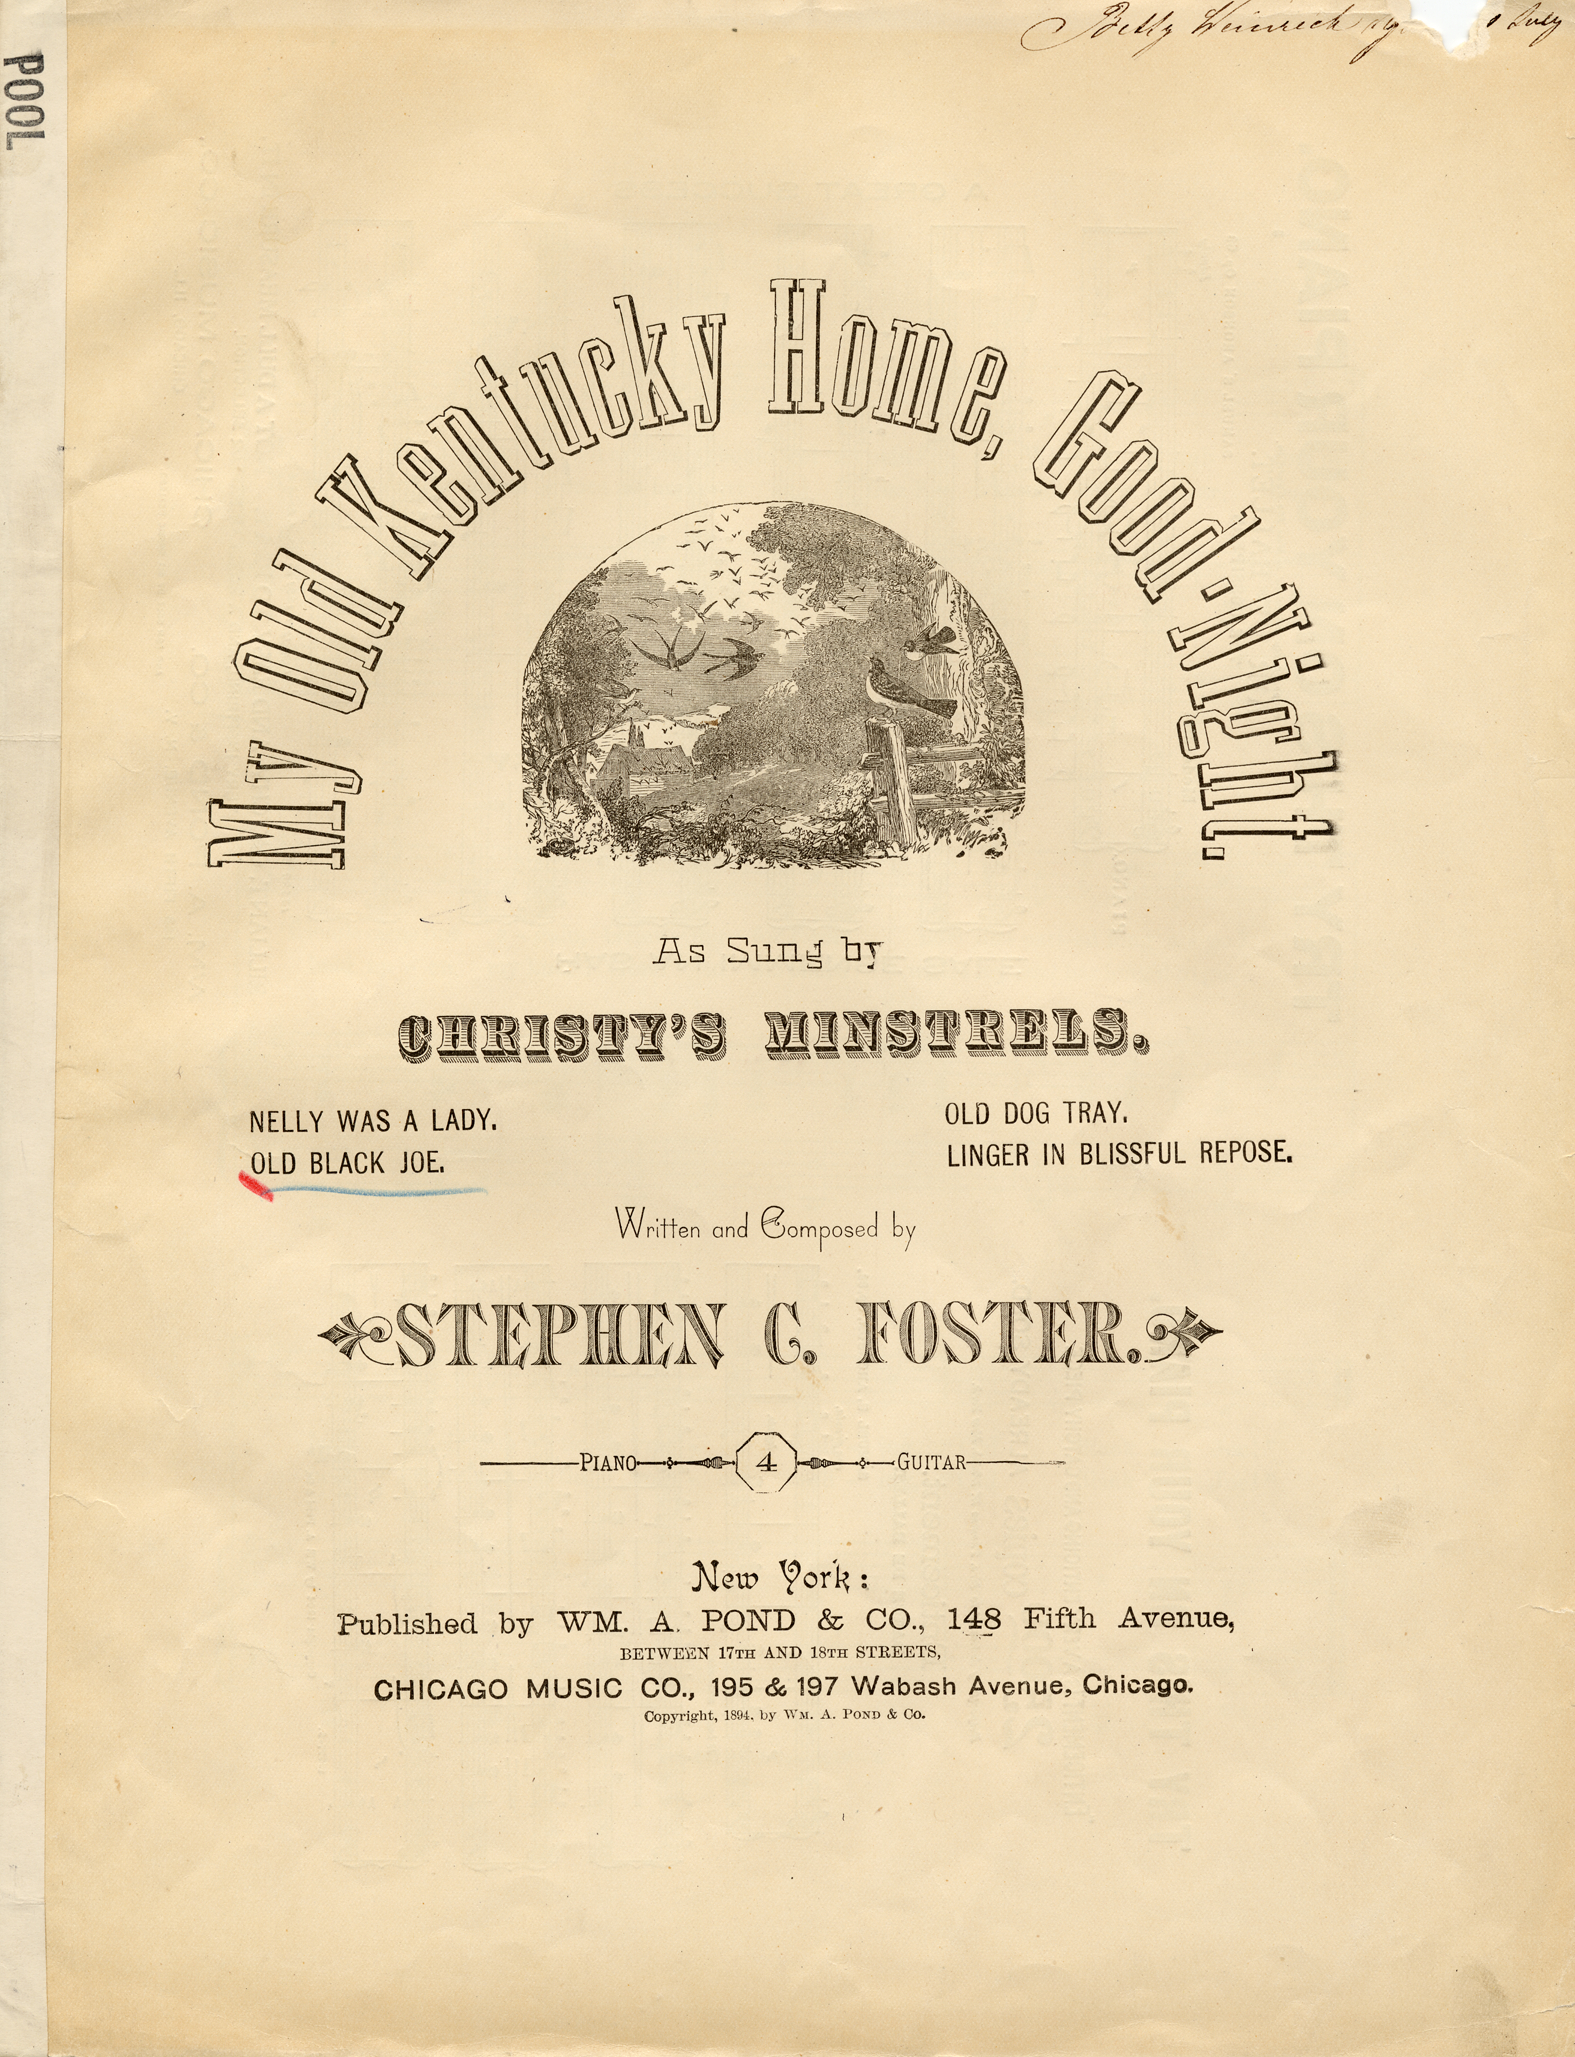 POOL
Betty Weinreich
My Old Kentucky Home, Good-Night.
As Sung by
CHRISTY'S MINSTRELS.
NELLY WAS A LADY.
OLD BLACK JOE.
OLD DOG TRAY.
LINGER IN BLISSFUL REPOSE.
Written and Composed by
STEPHEN C. FOSTER.
PIANO 4 GUITAR
New York:
Published by WM. A. POND & CO., 148 Fifth Avenue,
BETWEEN 17TH AND 18TH STREETS,
CHICAGO MUSIC CO., 195 & 197 Wabash Avenue, Chicago.
Copyright, 1894, by WM. A. POND & CO.